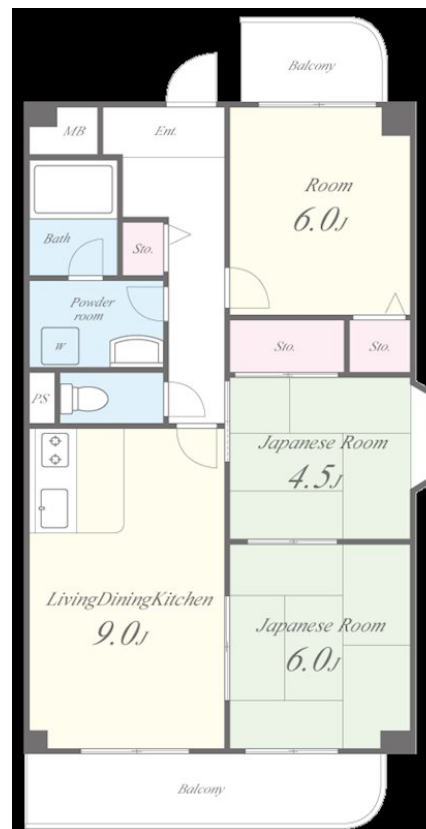 Balcony
MB
Ent.
Room
6.0J
Bath
Sto.
Powder
room
W
Sto.
Sto.
PS
Japanese Room
4.5J
LivingDiningKitchen
9.0J
Japanese Room
6.0J
Balcony